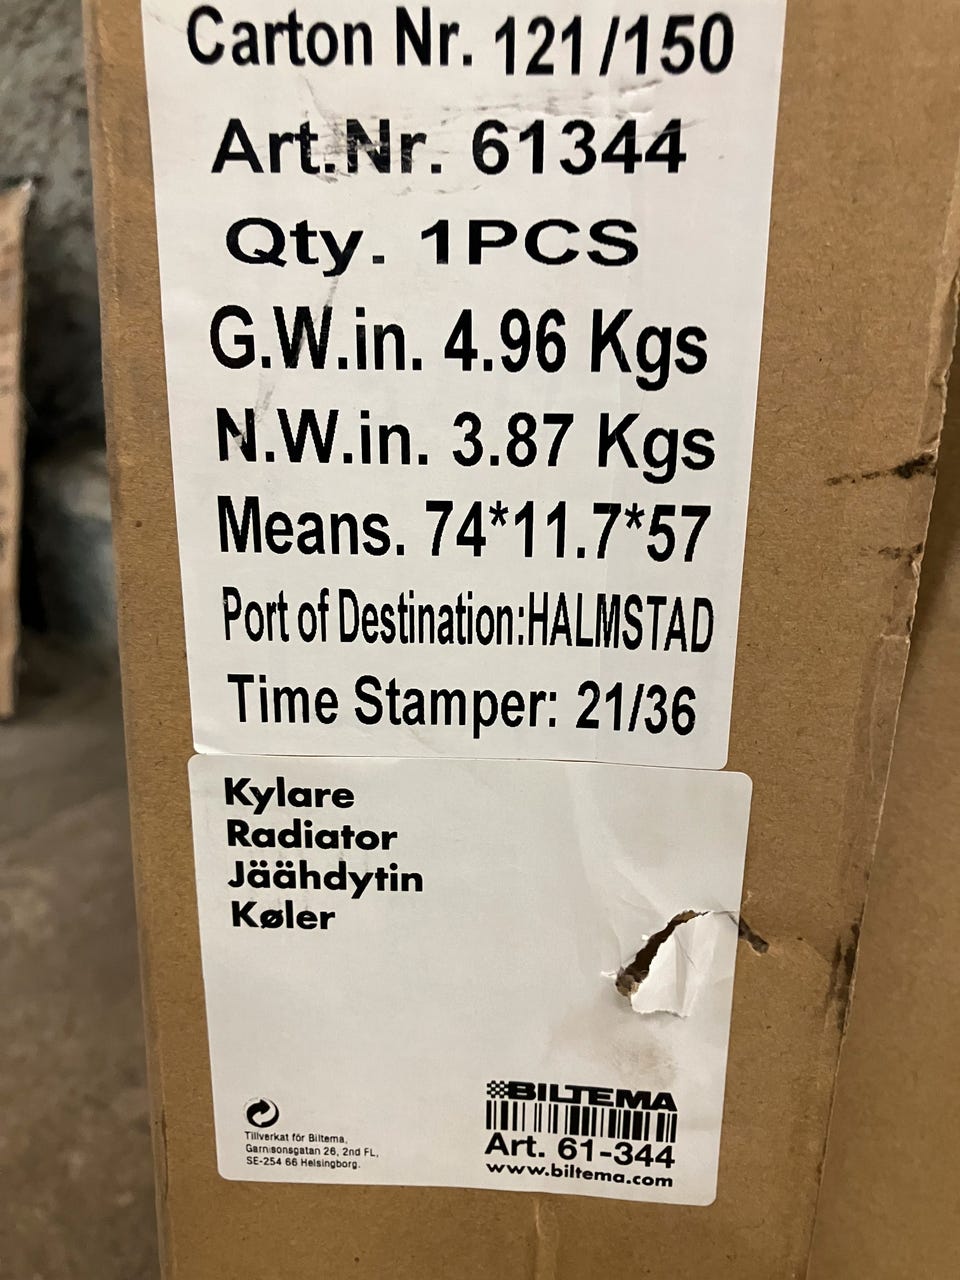 Carton Nr. 121/150
Art.Nr. 61344
Qty. 1PCS
G.W.in. 4.96 Kgs
N.W.in. 3.87 Kgs
Means. 74*11.7*57
Port of Destination:HALMSTAD
Time Stamper: 21/36
Kylare
Radiator
Jäähdytin
Køler
BILTEMA
Art. 61-344
www.biltema.com
Tillverkat för Biltema,
Garnisonsgatan 26, 2nd FL,
SE-254 66 Helsingborg.